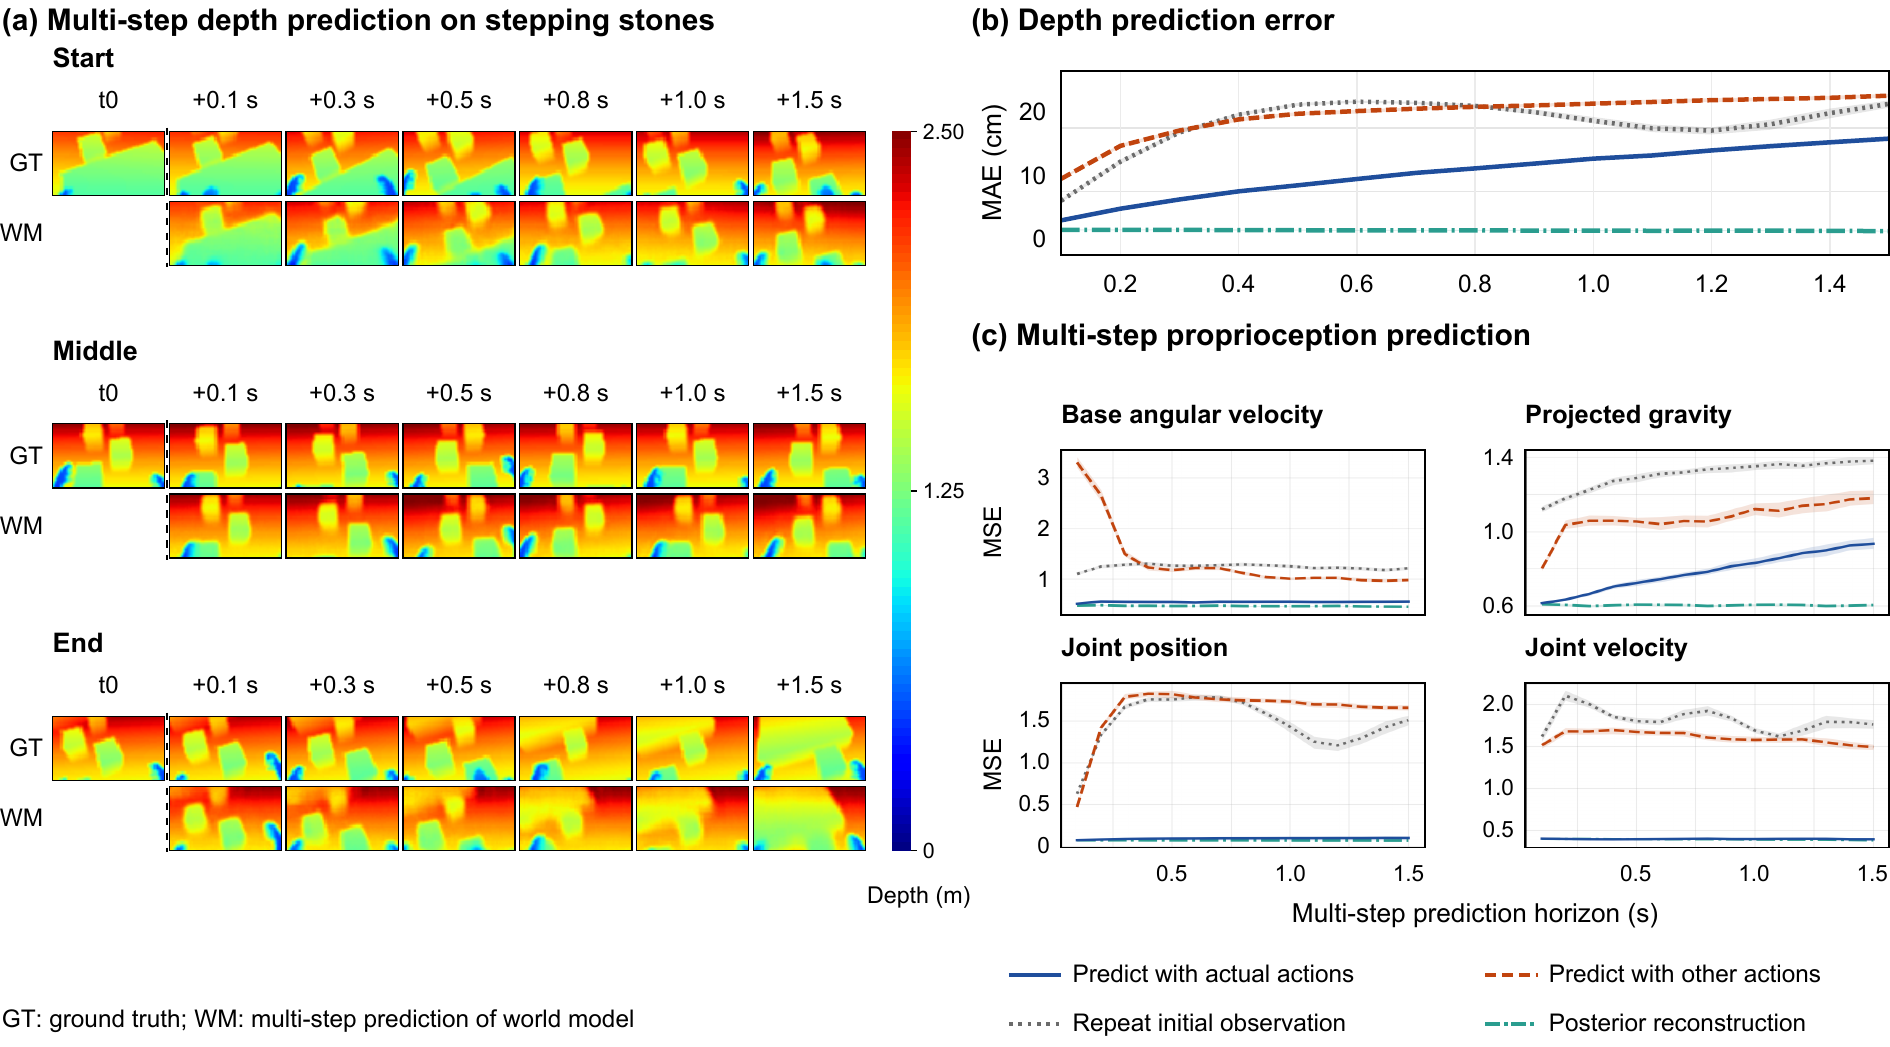 (a) Multi-step depth prediction on stepping stones
Start
t0 +0.1 s +0.3 s +0.5 s +0.8 s +1.0 s +1.5 s
GT
WM
Middle
t0 +0.1 s +0.3 s +0.5 s +0.8 s +1.0 s +1.5 s
GT
WM
End
t0 +0.1 s +0.3 s +0.5 s +0.8 s +1.0 s +1.5 s
GT
WM
2.50
1.25
0
Depth (m)
GT: ground truth; WM: multi-step prediction of world model
(b) Depth prediction error
MAE (cm)
20
10
0
0.2 0.4 0.6 0.8 1.0 1.2 1.4
(c) Multi-step proprioception prediction
Base angular velocity
MSE
3
2
1
Projected gravity
1.4
1.0
0.6
Joint position
MSE
1.5
1.0
0.5
0
0.5 1.0 1.5
Joint velocity
2.0
1.5
1.0
0.5
0.5 1.0 1.5
Multi-step prediction horizon (s)
Predict with actual actions
Predict with other actions
Repeat initial observation
Posterior reconstruction